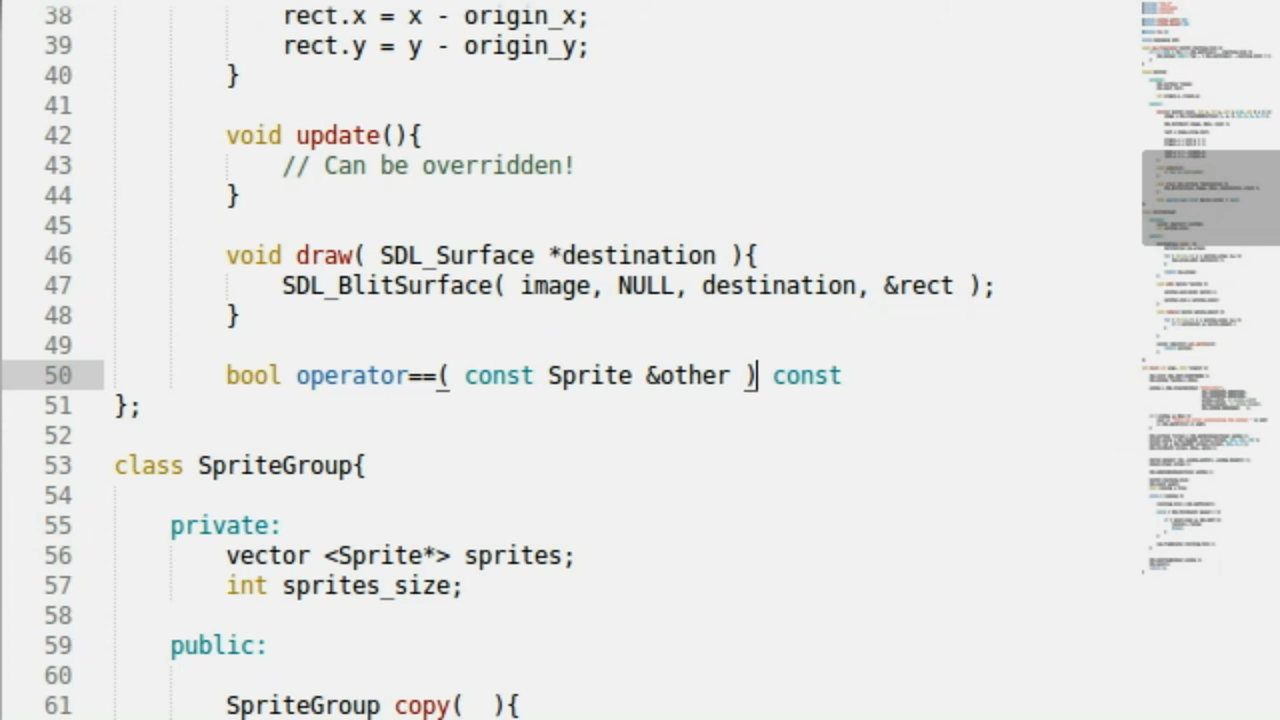 38 rect.x = x - origin_x;
39 rect.y = y - origin_y;
40 }
41
42 void update(){
43 // Can be overridden!
44 }
45
46 void draw( SDL_Surface *destination ){
47 SDL_BlitSurface( image, NULL, destination, &rect );
48 }
49
50 bool operator==( const Sprite &other ) const
51 };
52
53 class SpriteGroup{
54
55 private:
56 vector <Sprite*> sprites;
57 int sprites_size;
58
59 public:
60
61 SpriteGroup copy(  ){